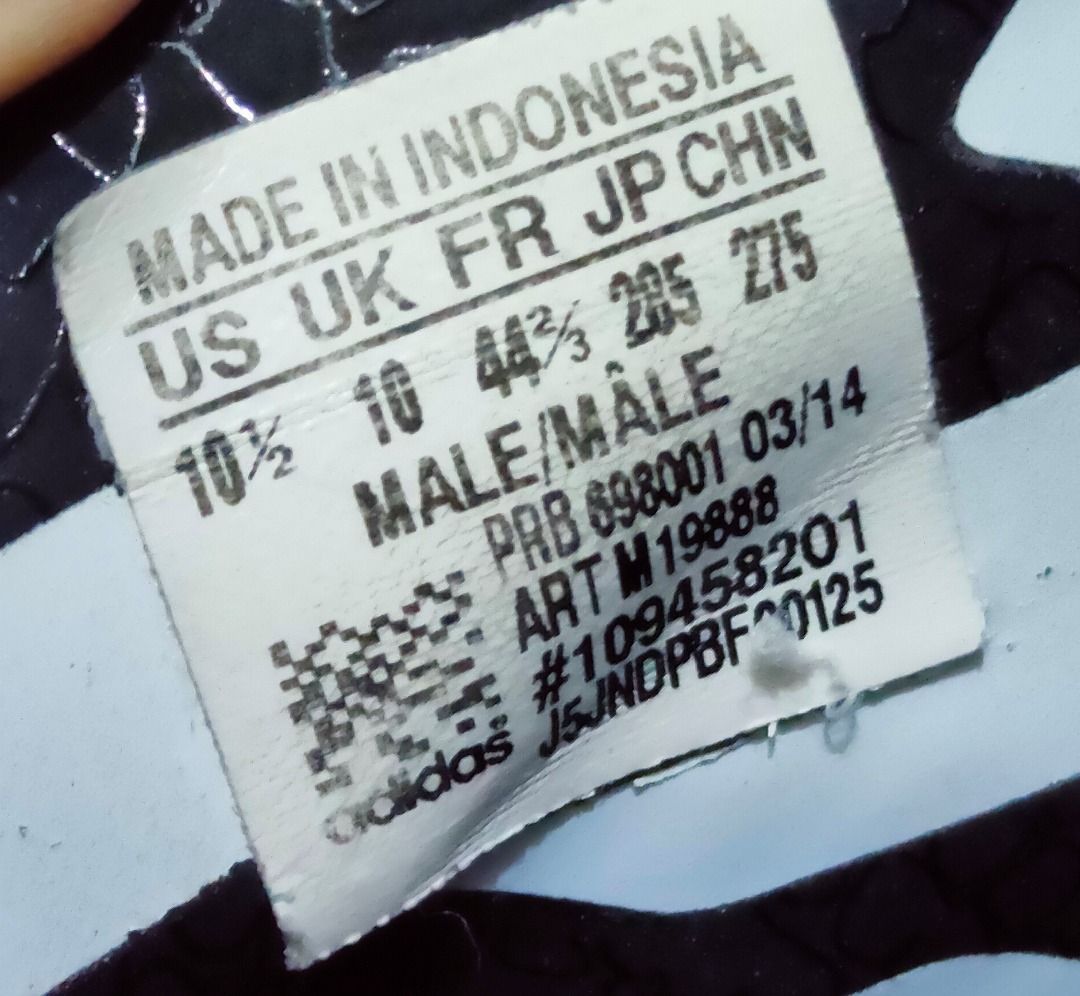 MADE IN INDONESIA
US UK FR JP CHN
10½ 10 44⅔ 285 275
MALE/MÂLE
PRB 698001 03/14
ART M19888
#109458201
adidas